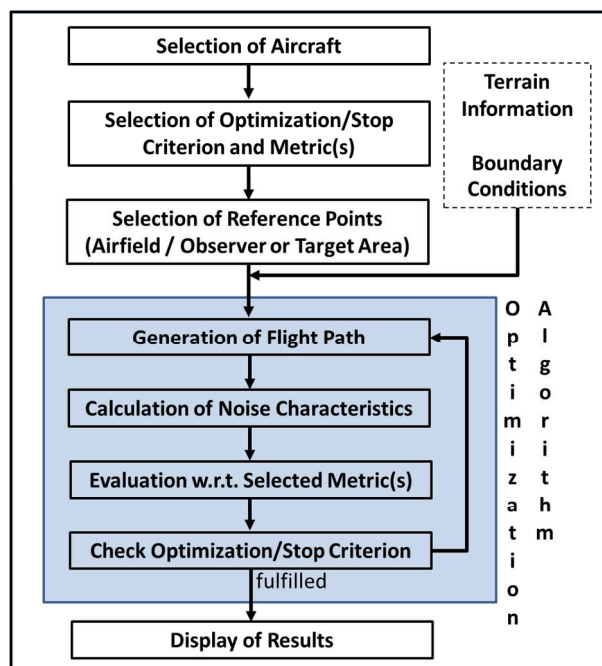 Selection of Aircraft
Selection of Optimization/Stop
Criterion and Metric(s)
Selection of Reference Points
(Airfield / Observer or Target Area)
Terrain
Information
Boundary
Conditions
Generation of Flight Path
Calculation of Noise Characteristics
Evaluation w.r.t. Selected Metric(s)
Check Optimization/Stop Criterion
fulfilled
Display of Results
Optimization
Algorithm